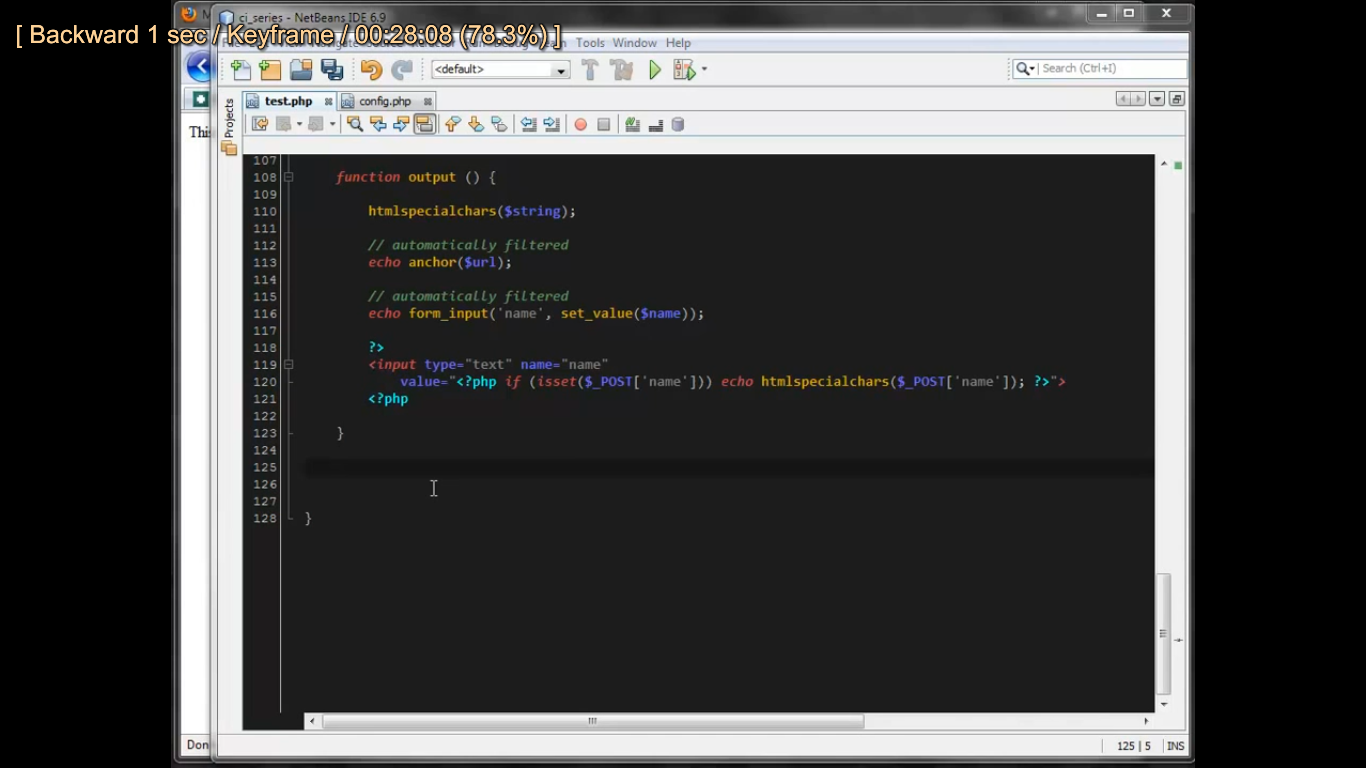 ci_series - NetBeans IDE 6.9
[ Backward 1 sec / Keyframe / 00:28:08 (78.3%) ]
Tools Window Help
<default>
Search (Ctrl+I)
Projects
test.php
config.php
This
107
108 function output () {
109
110 htmlspecialchars($string);
111
112 // automatically filtered
113 echo anchor($url);
114
115 // automatically filtered
116 echo form_input('name', set_value($name));
117
118 ?>
119 <input type="text" name="name"
120 value="<?php if (isset($_POST['name'])) echo htmlspecialchars($_POST['name']); ?>">
121 <?php
122
123 }
124
125
126
127
128 }
Don
125 | 5 INS